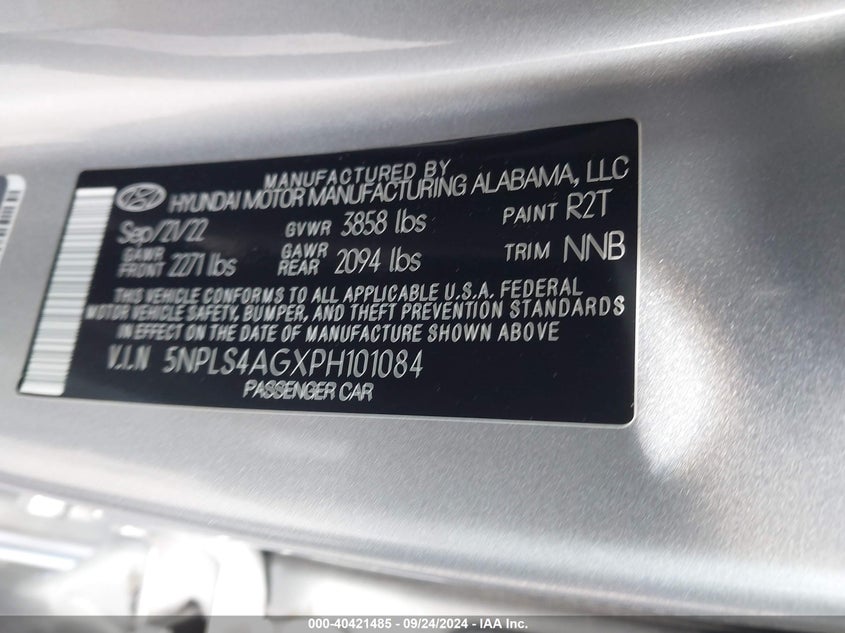 MANUFACTURED BY
HYUNDAI MOTOR MANUFACTURING ALABAMA, LLC
Sep/21/22 GVWR 3858 lbs PAINT R2T
GAWR FRONT 2271 lbs GAWR REAR 2094 lbs TRIM NNB
THIS VEHICLE CONFORMS TO ALL APPLICABLE U.S.A. FEDERAL
MOTOR VEHICLE SAFETY, BUMPER, AND THEFT PREVENTION STANDARDS
IN EFFECT ON THE DATE OF MANUFACTURE SHOWN ABOVE
V.I.N 5NPLS4AGXPH101084
PASSENGER CAR
000-40421485 - 09/24/2024 - IAA Inc.